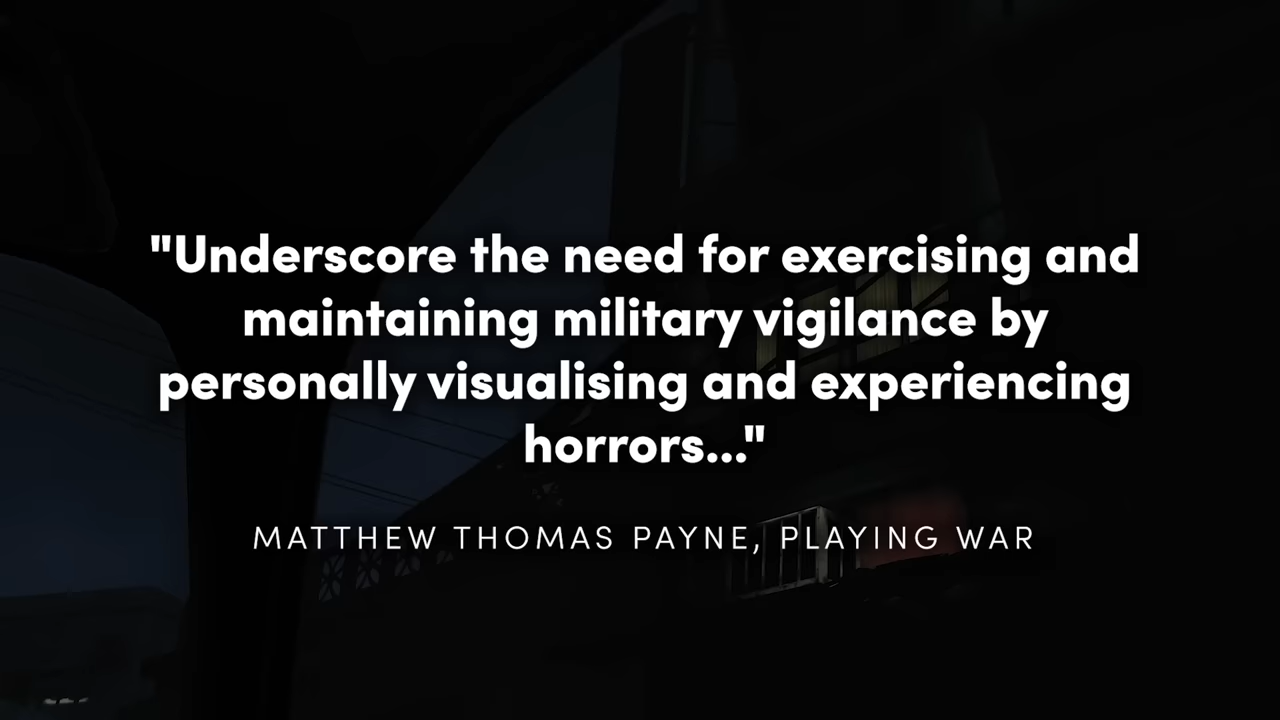 "Underscore the need for exercising and
maintaining military vigilance by
personally visualising and experiencing
horrors..."
MATTHEW THOMAS PAYNE, PLAYING WAR